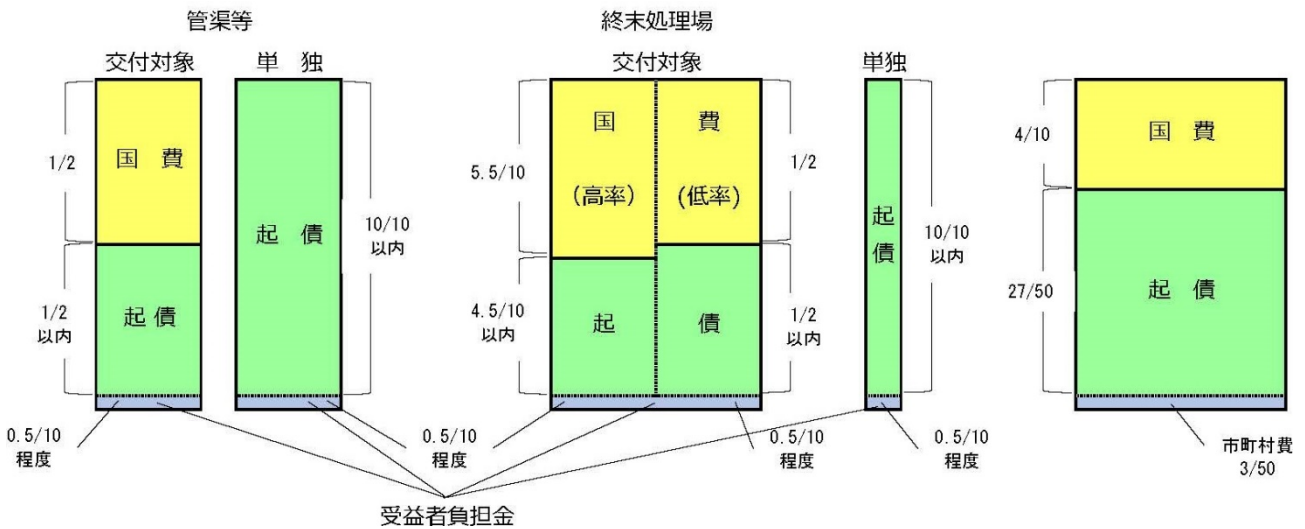 管渠等
交付対象
単 独
1/2
国 費
1/2
以内
起 債
起 債
10/10
以内
0.5/10
程度
0.5/10
程度
終末処理場
交付対象
単独
5.5/10
国 費
(高率) (低率)
1/2
4.5/10
以内
起 債
1/2
以内
起
債
10/10
以内
0.5/10
程度
0.5/10
程度
受益者負担金
4/10
国 費
27/50
起 債
市町村費
3/50